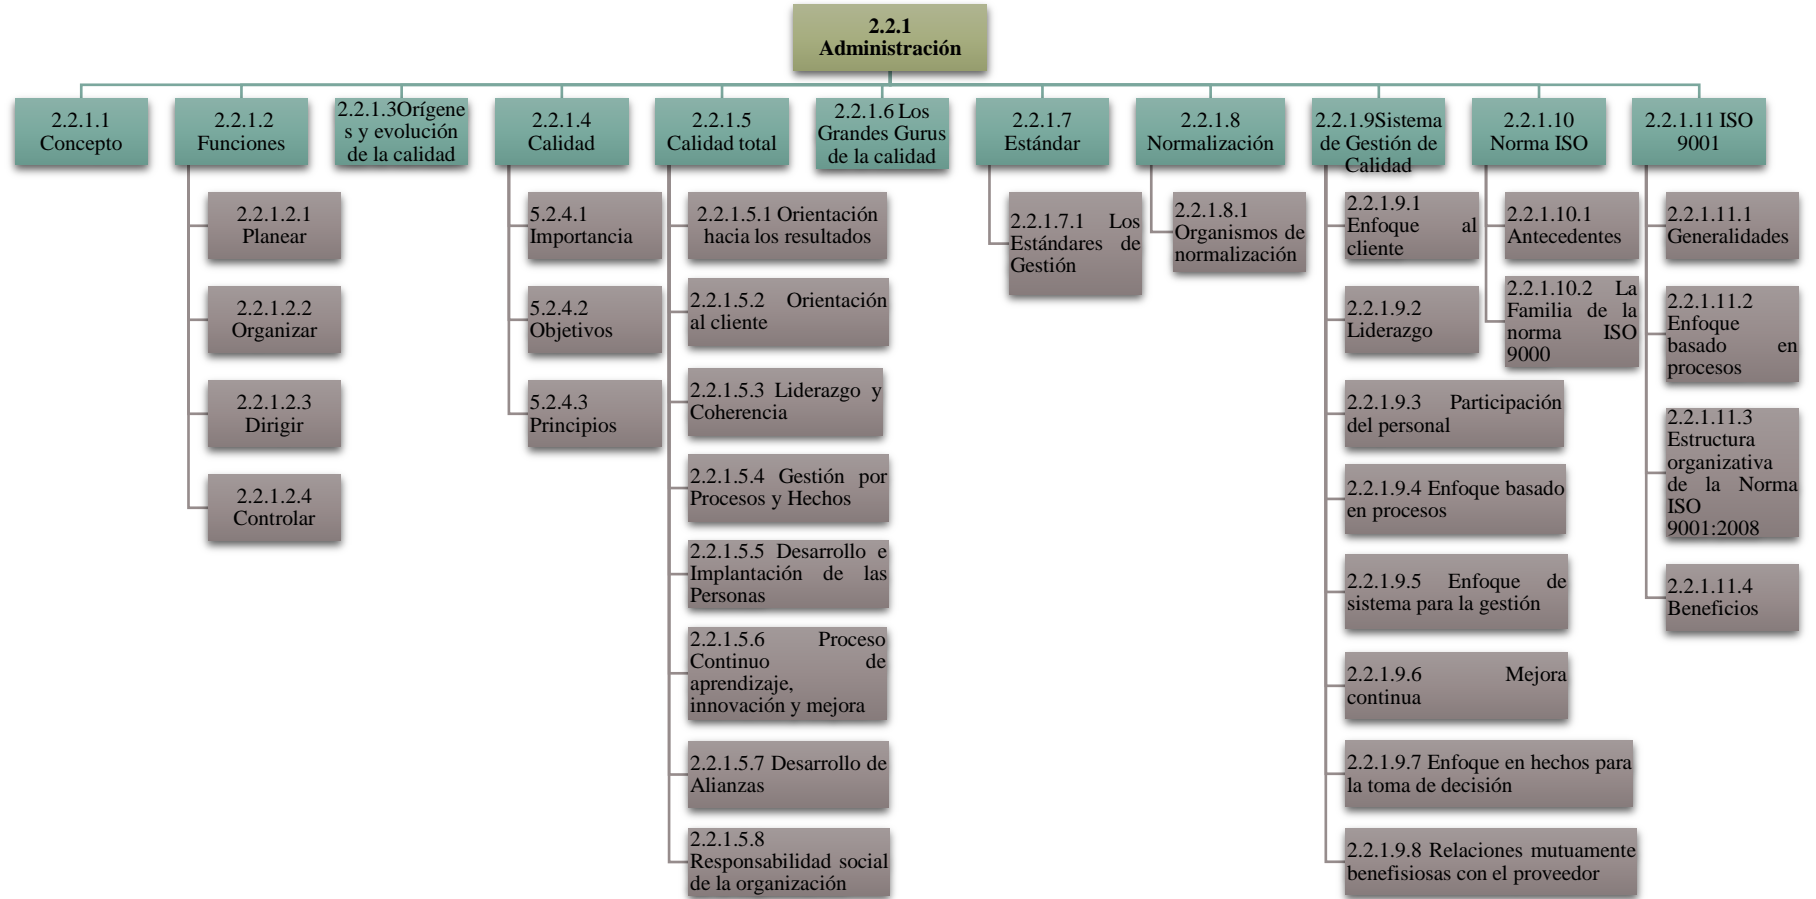 2.2.1
Administración
2.2.1.1
Concepto
2.2.1.2
Funciones
2.2.1.2.1
Planear
2.2.1.2.2
Organizar
2.2.1.2.3
Dirigir
2.2.1.2.4
Controlar
2.2.1.3Orígene
s y evolución
de la calidad
2.2.1.4
Calidad
5.2.4.1
Importancia
5.2.4.2
Objetivos
5.2.4.3
Principios
2.2.1.5
Calidad total
2.2.1.5.1 Orientación
hacia los resultados
2.2.1.5.2 Orientación
al cliente
2.2.1.5.3 Liderazgo y
Coherencia
2.2.1.5.4 Gestión por
Procesos y Hechos
2.2.1.5.5 Desarrollo e
Implantación de las
Personas
2.2.1.5.6 Proceso
Continuo de
aprendizaje,
innovación y mejora
2.2.1.5.7 Desarrollo de
Alianzas
2.2.1.5.8
Responsabilidad social
de la organización
2.2.1.6 Los
Grandes Gurus
de la calidad
2.2.1.7
Estándar
2.2.1.7.1 Los
Estándares de
Gestión
2.2.1.8
Normalización
2.2.1.8.1
Organismos de
normalización
2.2.1.9Sistema
de Gestión de
Calidad
2.2.1.9.1
Enfoque al
cliente
2.2.1.9.2
Liderazgo
2.2.1.9.3 Participación
del personal
2.2.1.9.4 Enfoque basado
en procesos
2.2.1.9.5 Enfoque de
sistema para la gestión
2.2.1.9.6 Mejora
continua
2.2.1.9.7 Enfoque en hechos para
la toma de decisión
2.2.1.9.8 Relaciones mutuamente
benefisiosas con el proveedor
2.2.1.10
Norma ISO
2.2.1.10.1
Antecedentes
2.2.1.10.2 La
Familia de la
norma ISO
9000
2.2.1.11 ISO
9001
2.2.1.11.1
Generalidades
2.2.1.11.2
Enfoque
basado en
procesos
2.2.1.11.3
Estructura
organizativa
de la Norma
ISO
9001:2008
2.2.1.11.4
Beneficios